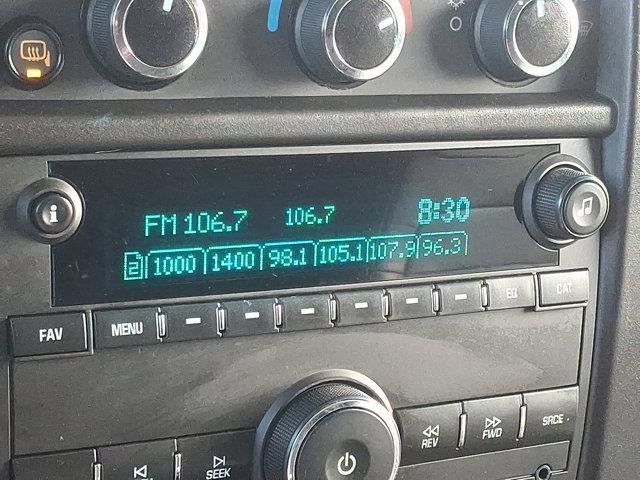 FM 106.7 106.7 8:30
2 1000 1400 98.1 105.1 107.9 96.3
FAV MENU EQ CAT
REV FWD SRCE
SEEK